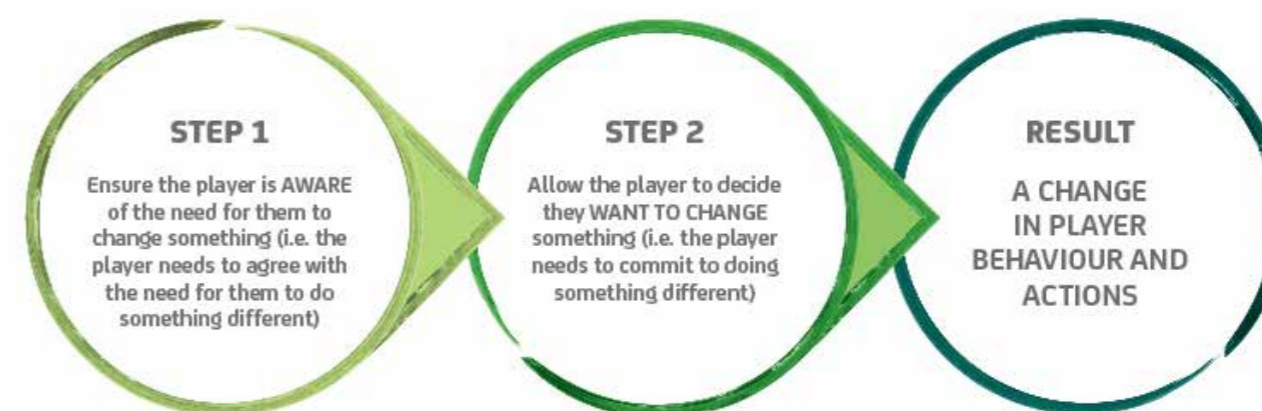 STEP 1
Ensure the player is AWARE
of the need for them to
change something (i.e. the
player needs to agree with
the need for them to do
something different)
STEP 2
Allow the player to decide
they WANT TO CHANGE
something (i.e. the player
needs to commit to doing
something different)
RESULT
A CHANGE
IN PLAYER
BEHAVIOUR AND
ACTIONS